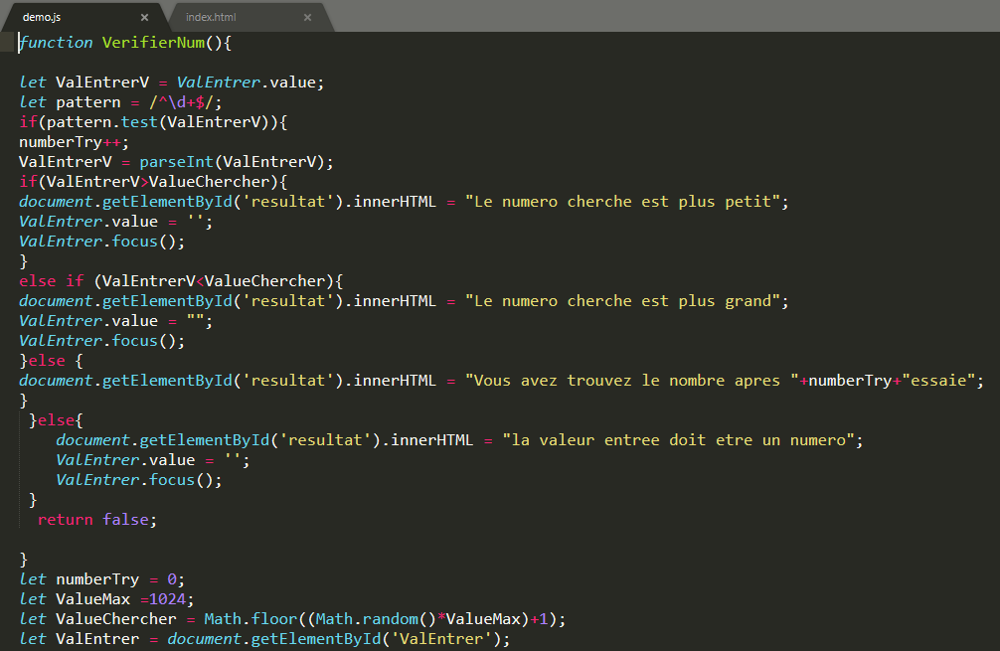 demo.js × index.html ×
function VerifierNum(){
let ValEntrerV = ValEntrer.value;
let pattern = /^\d+$/;
if(pattern.test(ValEntrerV)){
numberTry++;
ValEntrerV = parseInt(ValEntrerV);
if(ValEntrerV>ValueChercher){
document.getElementById('resultat').innerHTML = "Le numero cherche est plus petit";
ValEntrer.value = '';
ValEntrer.focus();
}
else if (ValEntrerV<ValueChercher){
document.getElementById('resultat').innerHTML = "Le numero cherche est plus grand";
ValEntrer.value = "";
ValEntrer.focus();
}else {
document.getElementById('resultat').innerHTML = "Vous avez trouvez le nombre apres "+numberTry+"essaie";
}
}else{
document.getElementById('resultat').innerHTML = "la valeur entree doit etre un numero";
ValEntrer.value = '';
ValEntrer.focus();
}
return false;
}
let numberTry = 0;
let ValueMax =1024;
let ValueChercher = Math.floor((Math.random()*ValueMax)+1);
let ValEntrer = document.getElementById('ValEntrer');